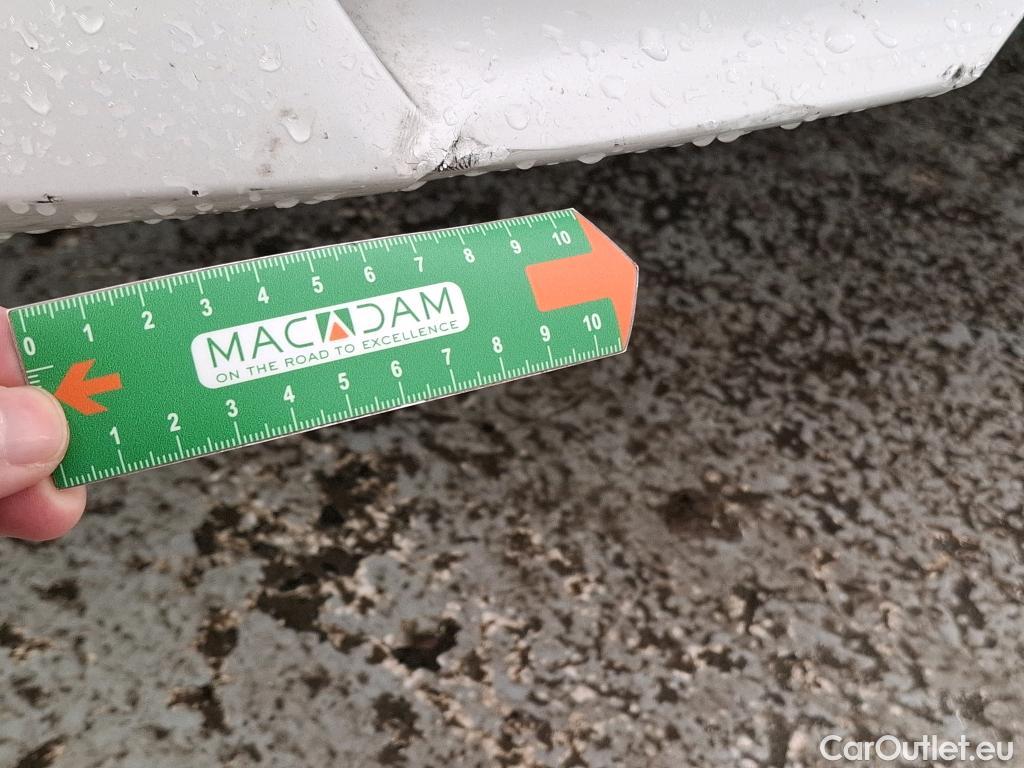 0 1 2 3 4 5 6 7 8 9 10
MACADAM
ON THE ROAD TO EXCELLENCE
1 2 3 4 5 6 7 8 9 10
CarOutlet.eu